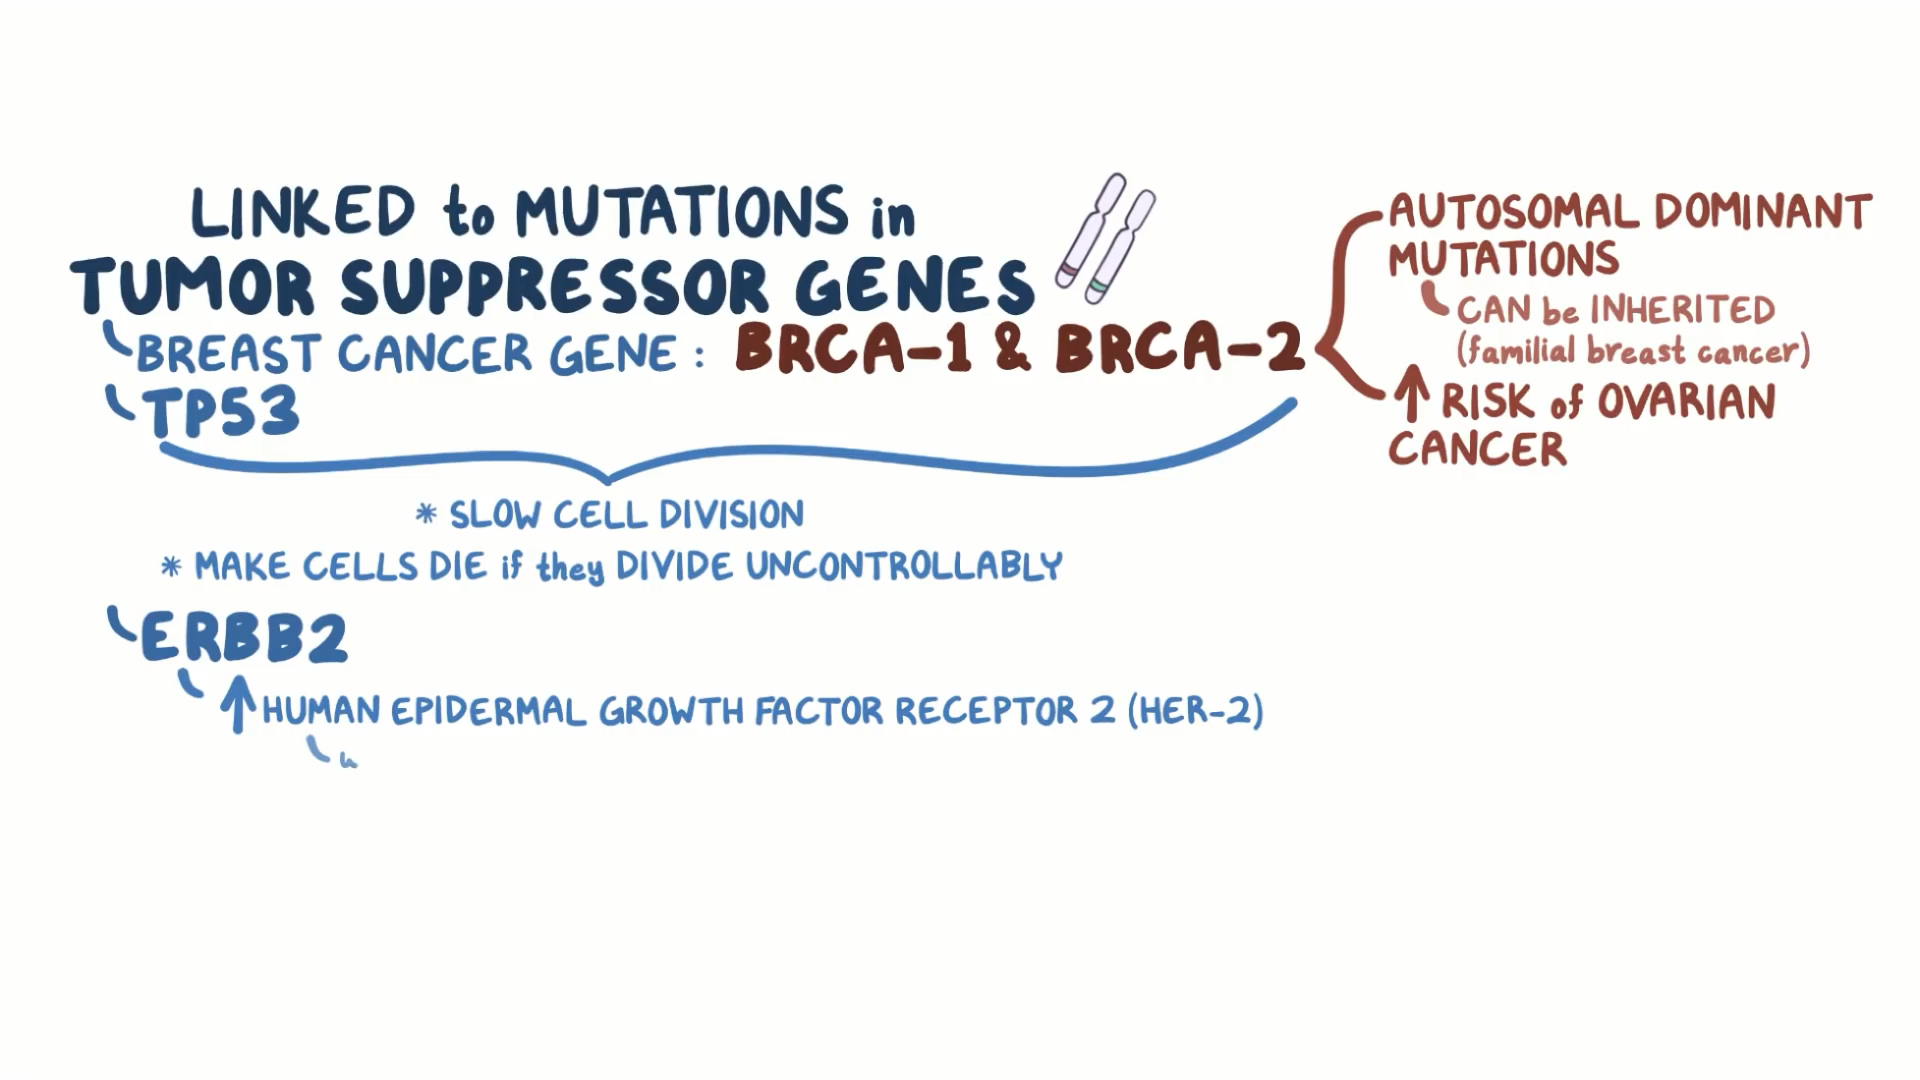 LINKED to MUTATIONS in
TUMOR SUPPRESSOR GENES
BREAST CANCER GENE : BRCA-1 & BRCA-2
TP53
* SLOW CELL DIVISION
* MAKE CELLS DIE if they DIVIDE UNCONTROLLABLY
ERBB2
↑ HUMAN EPIDERMAL GROWTH FACTOR RECEPTOR 2 (HER-2)
AUTOSOMAL DOMINANT
MUTATIONS
CAN be INHERITED
(familial breast cancer)
↑ RISK of OVARIAN
CANCER